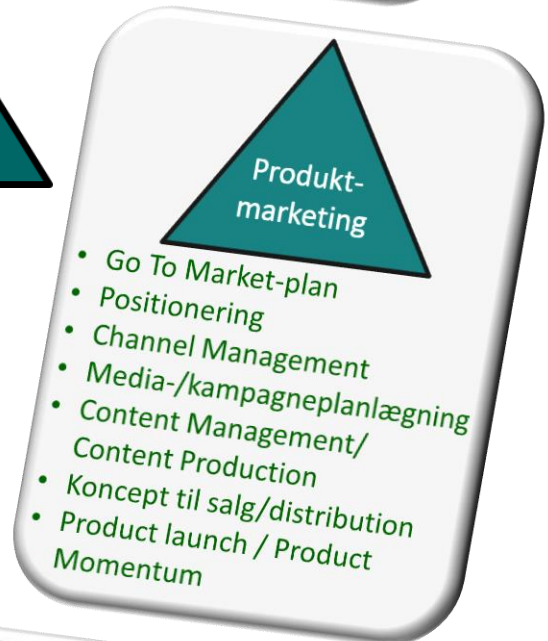 Produkt-
marketing
• Go To Market-plan
• Positionering
• Channel Management
• Media-/kampagneplanlægning
• Content Management/
Content Production
• Koncept til salg/distribution
• Product launch / Product
Momentum